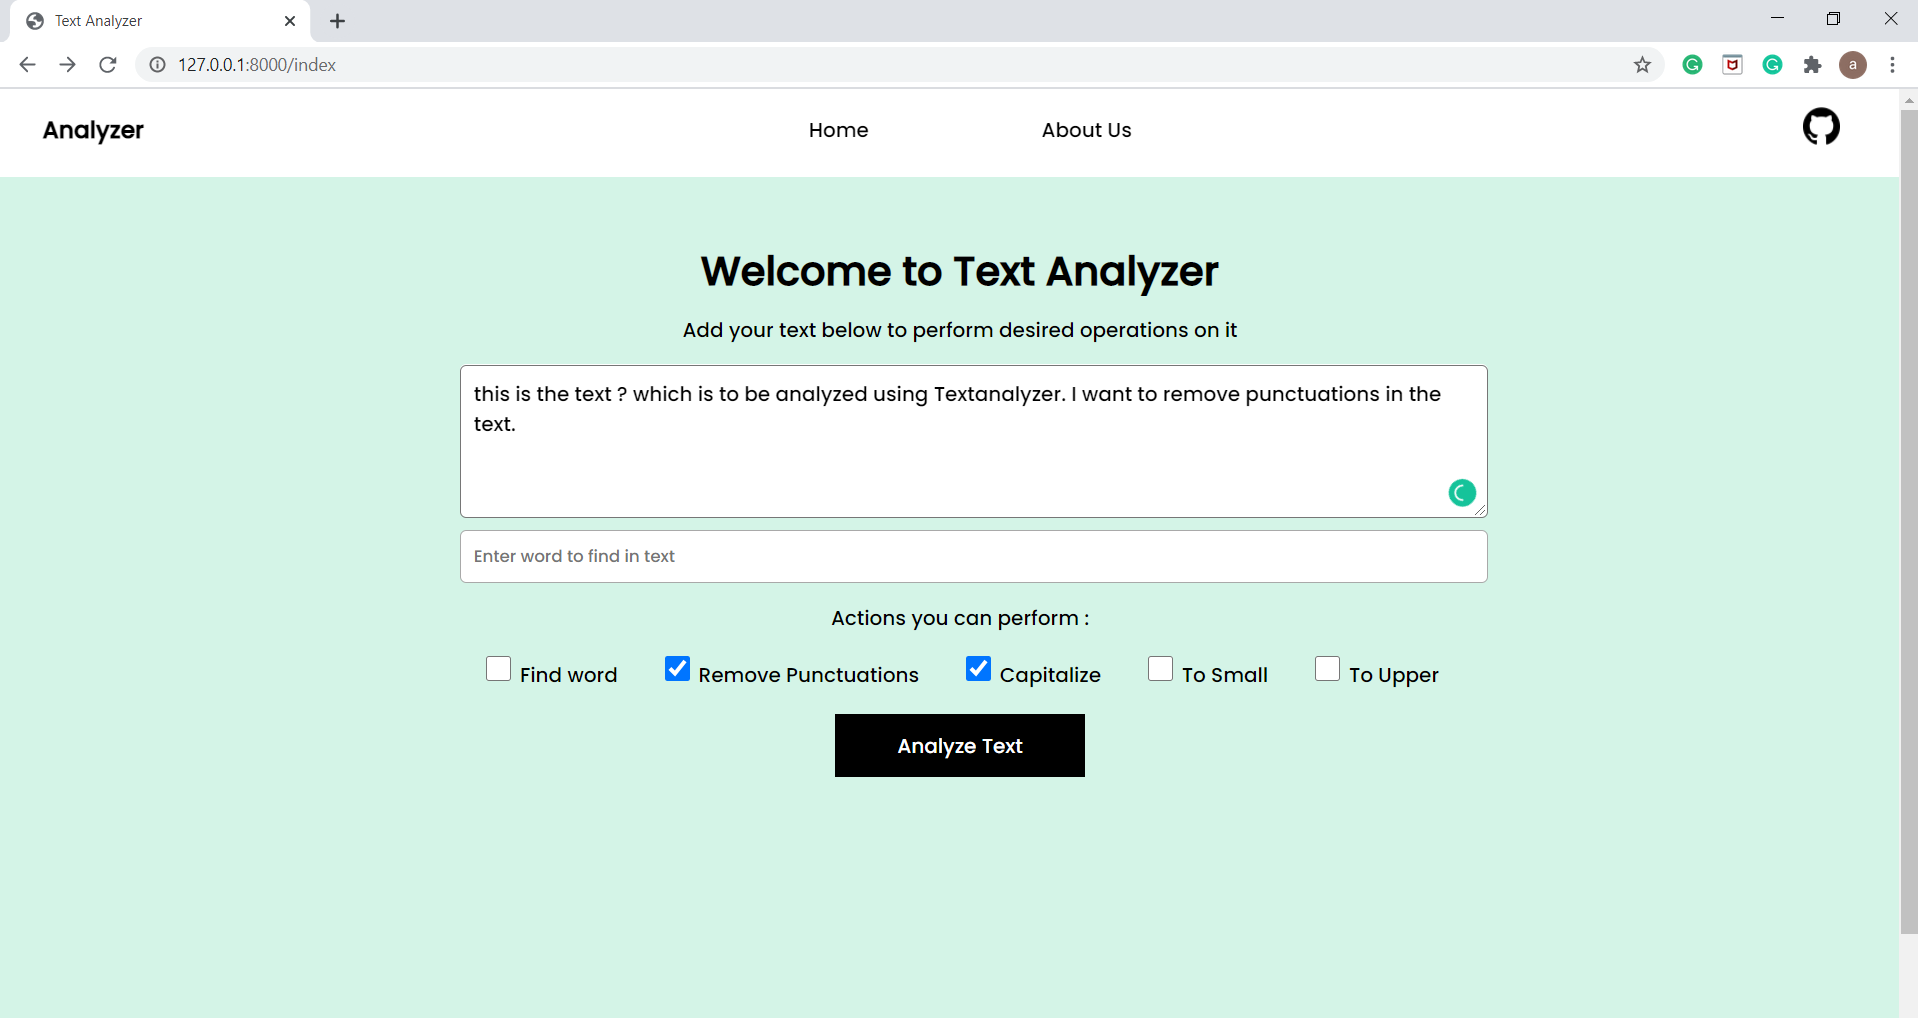 Text Analyzer
127.0.0.1:8000/index
a
Analyzer
Home
About Us
Welcome to Text Analyzer
Add your text below to perform desired operations on it
this is the text ? which is to be analyzed using Textanalyzer. I want to remove punctuations in the
text.
Enter word to find in text
Actions you can perform :
Find word
Remove Punctuations
Capitalize
To Small
To Upper
Analyze Text